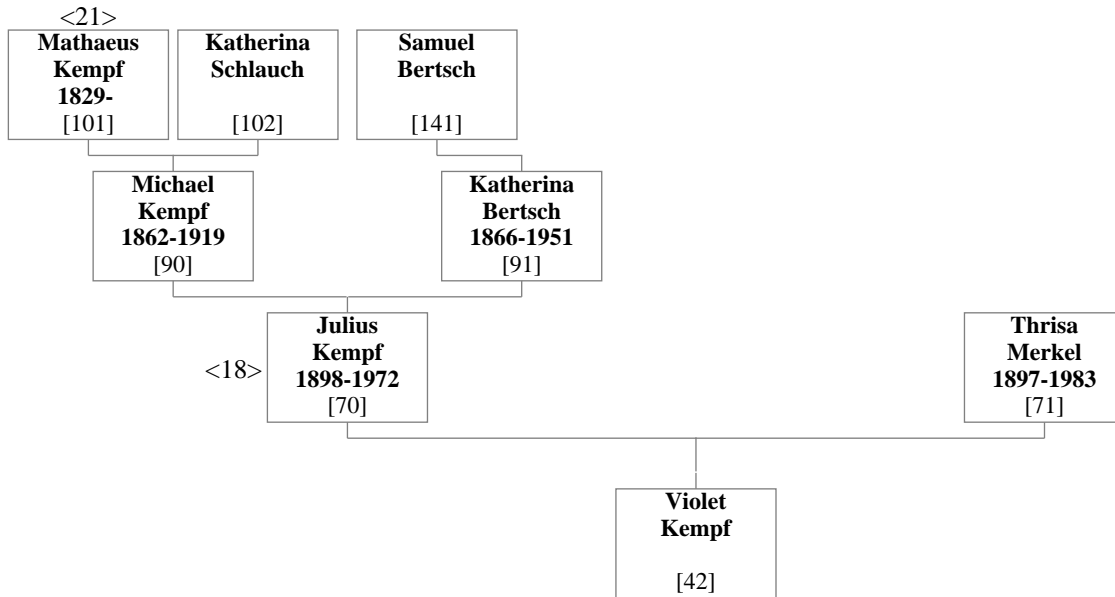 <21>
Mathaeus
Kempf
1829-
[101]
Katherina
Schlauch
[102]
Samuel
Bertsch
[141]
Michael
Kempf
1862-1919
[90]
Katherina
Bertsch
1866-1951
[91]
<18>
Julius
Kempf
1898-1972
[70]
Thrisa
Merkel
1897-1983
[71]
Violet
Kempf
[42]